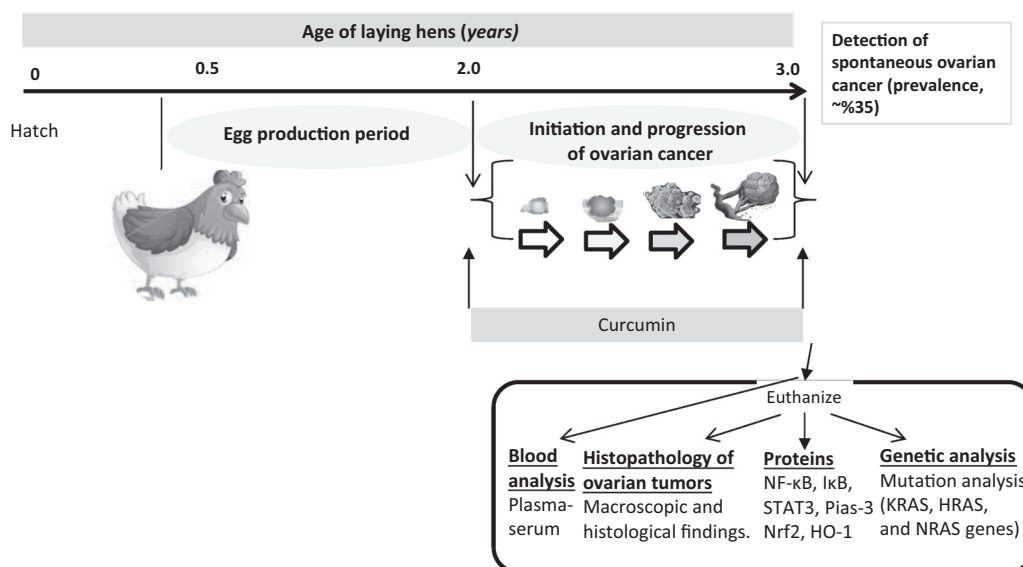 Age of laying hens (years)
0
0.5
2.0
3.0
Detection of
spontaneous ovarian
cancer (prevalence,
~%35)
Hatch
Egg production period
Initiation and progression
of ovarian cancer
Curcumin
Euthanize
Blood
analysis
Plasma-
serum
Histopathology of
ovarian tumors
Macroscopic and
histological findings.
Proteins
NF-κB, IκB,
STAT3, Pias-3
Nrf2, HO-1
Genetic analysis
Mutation analysis
(KRAS, HRAS,
and NRAS genes)